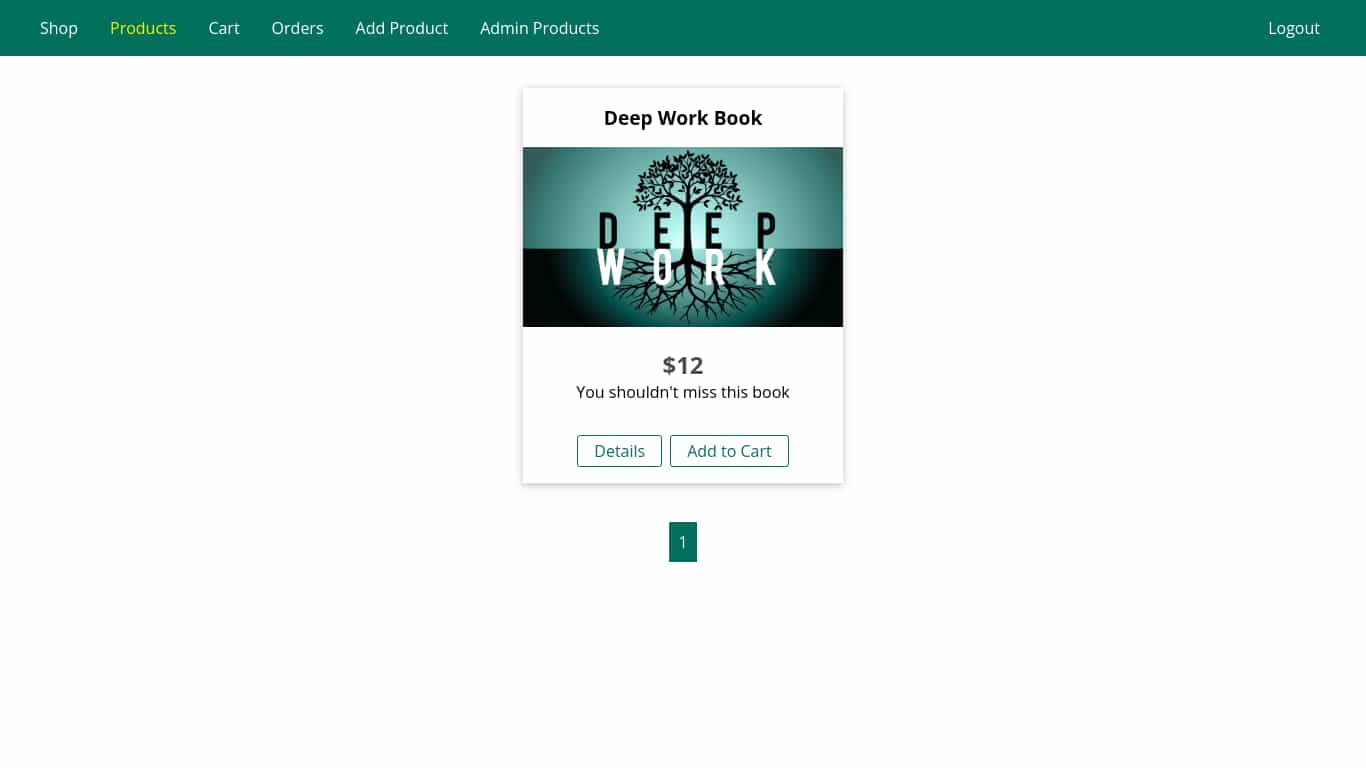 Shop Products Cart Orders Add Product Admin Products Logout
Deep Work Book
DEEP
WORK
$12
You shouldn't miss this book
Details Add to Cart
1